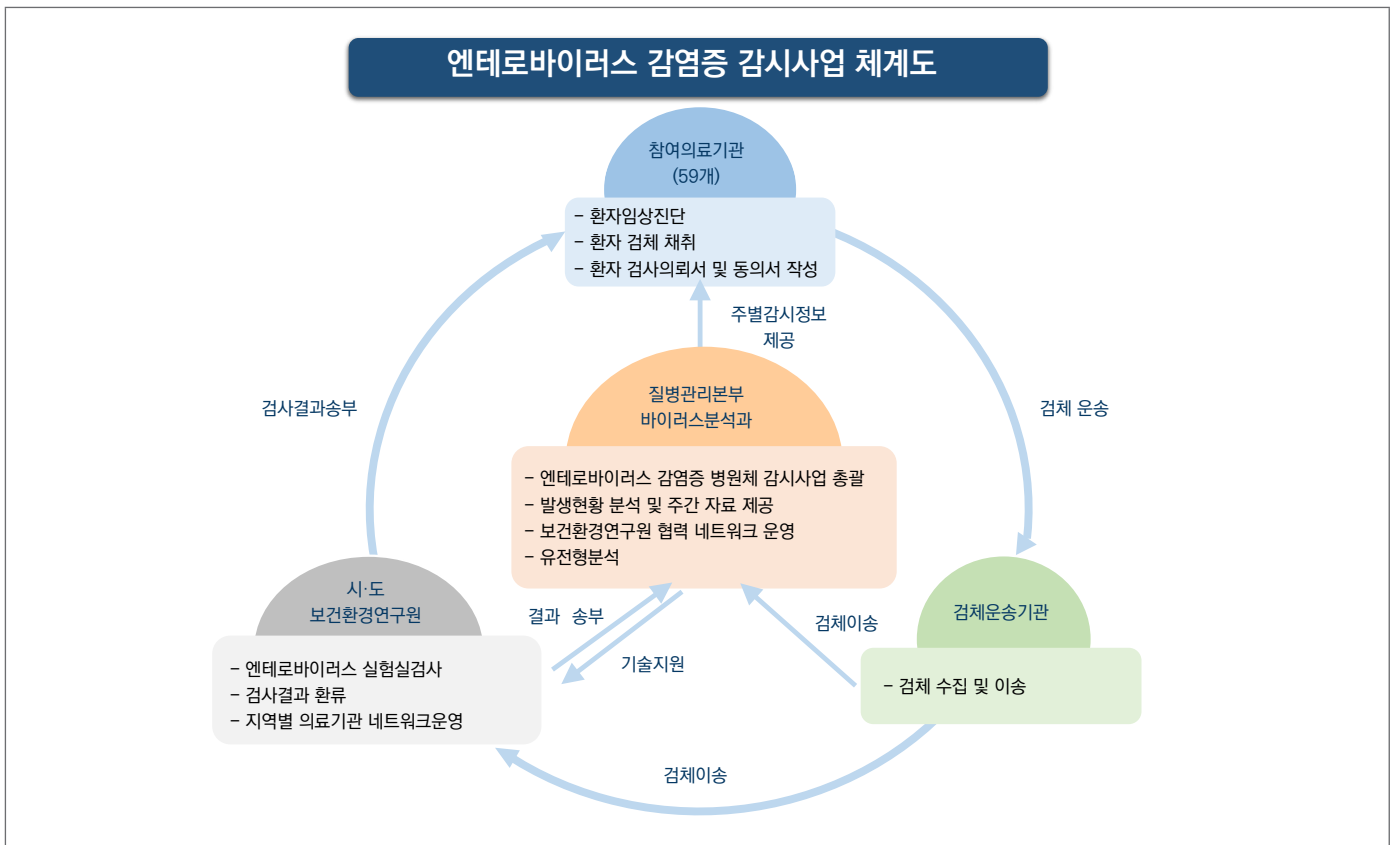 엔테로바이러스 감염증 감시사업 체계도
참여의료기관
(59개)
- 환자임상진단
- 환자 검체 채취
- 환자 검사의뢰서 및 동의서 작성
주별감시정보
제공
검사결과송부
검체 운송
질병관리본부
바이러스분석과
- 엔테로바이러스 감염증 병원체 감시사업 총괄
- 발생현황 분석 및 주간 자료 제공
- 보건환경연구원 협력 네트워크 운영
- 유전형분석
시·도
보건환경연구원
- 엔테로바이러스 실험실검사
- 검사결과 환류
- 지역별 의료기관 네트워크운영
결과 송부
기술지원
검체이송
검체운송기관
- 검체 수집 및 이송
검체이송